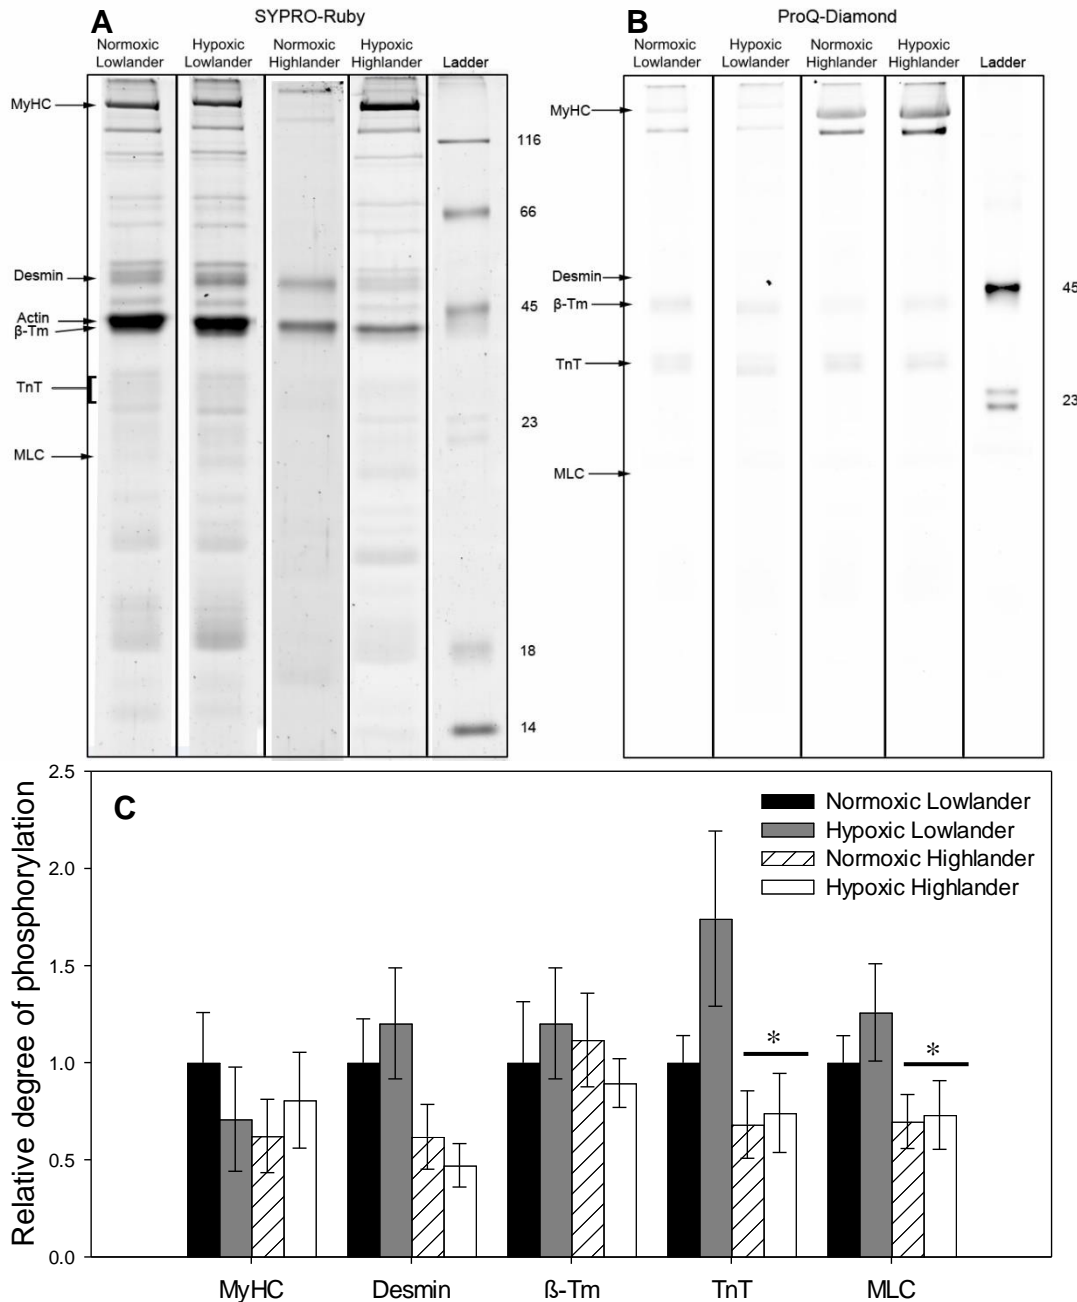 A
SYPRO-Ruby
Normoxic Lowlander
Hypoxic Lowlander
Normoxic Highlander
Hypoxic Highlander
Ladder
MyHC
Desmin
Actin
ß-Tm
TnT
MLC
116
66
45
23
18
14
B
ProQ-Diamond
Normoxic Lowlander
Hypoxic Lowlander
Normoxic Highlander
Hypoxic Highlander
Ladder
MyHC
Desmin
β-Tm
TnT
MLC
45
23
C
Relative degree of phosphorylation
2.5
2.0
1.5
1.0
0.5
0.0
Normoxic Lowlander
Hypoxic Lowlander
Normoxic Highlander
Hypoxic Highlander
*
*
MyHC
Desmin
ß-Tm
TnT
MLC